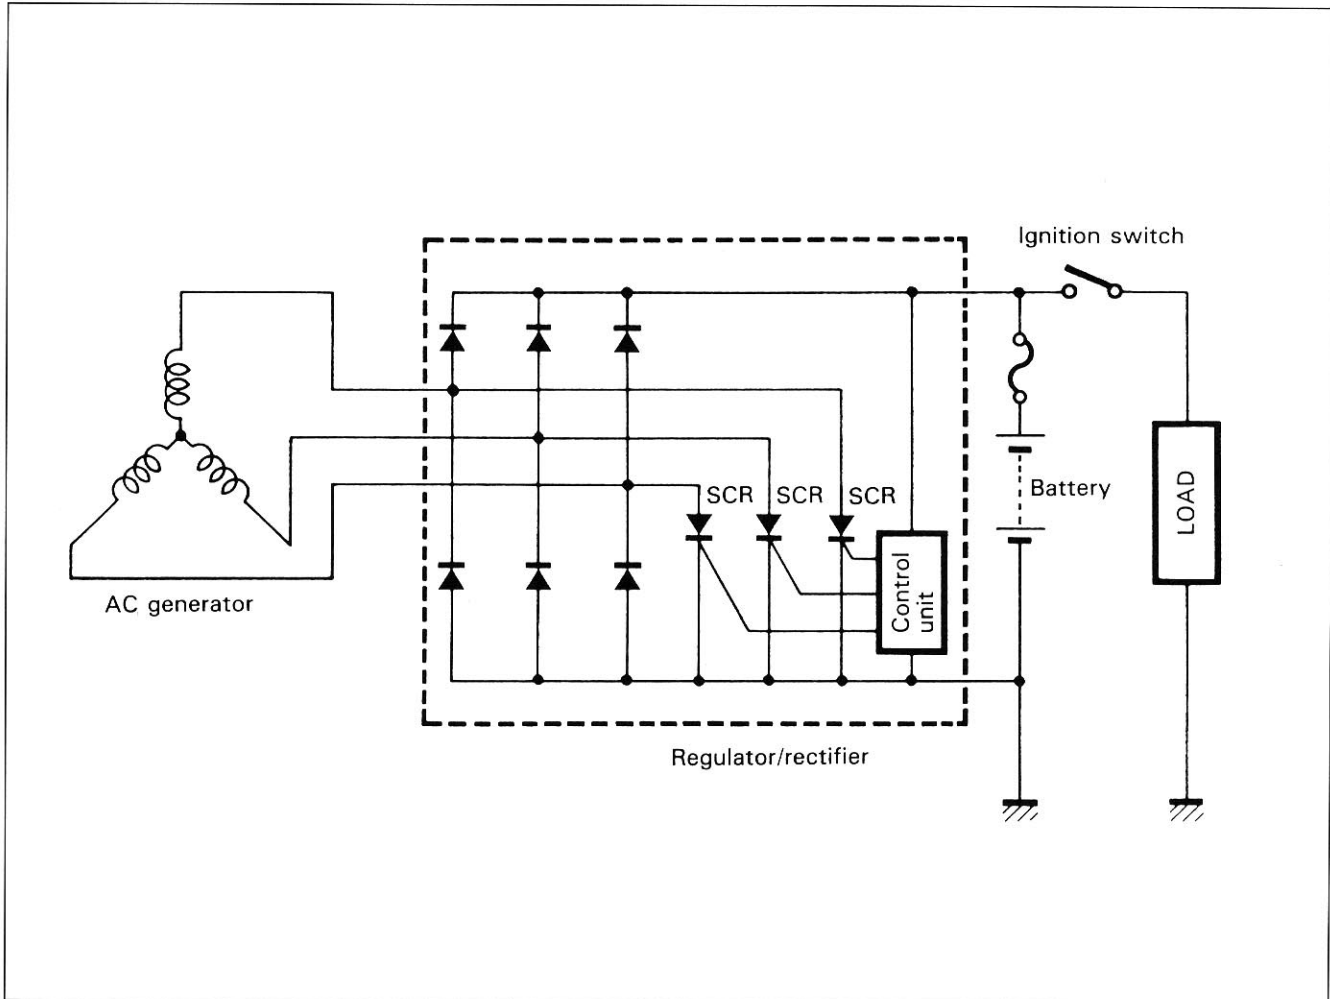 Ignition switch
SCR SCR SCR
Battery
LOAD
Control
unit
AC generator
Regulator/rectifier